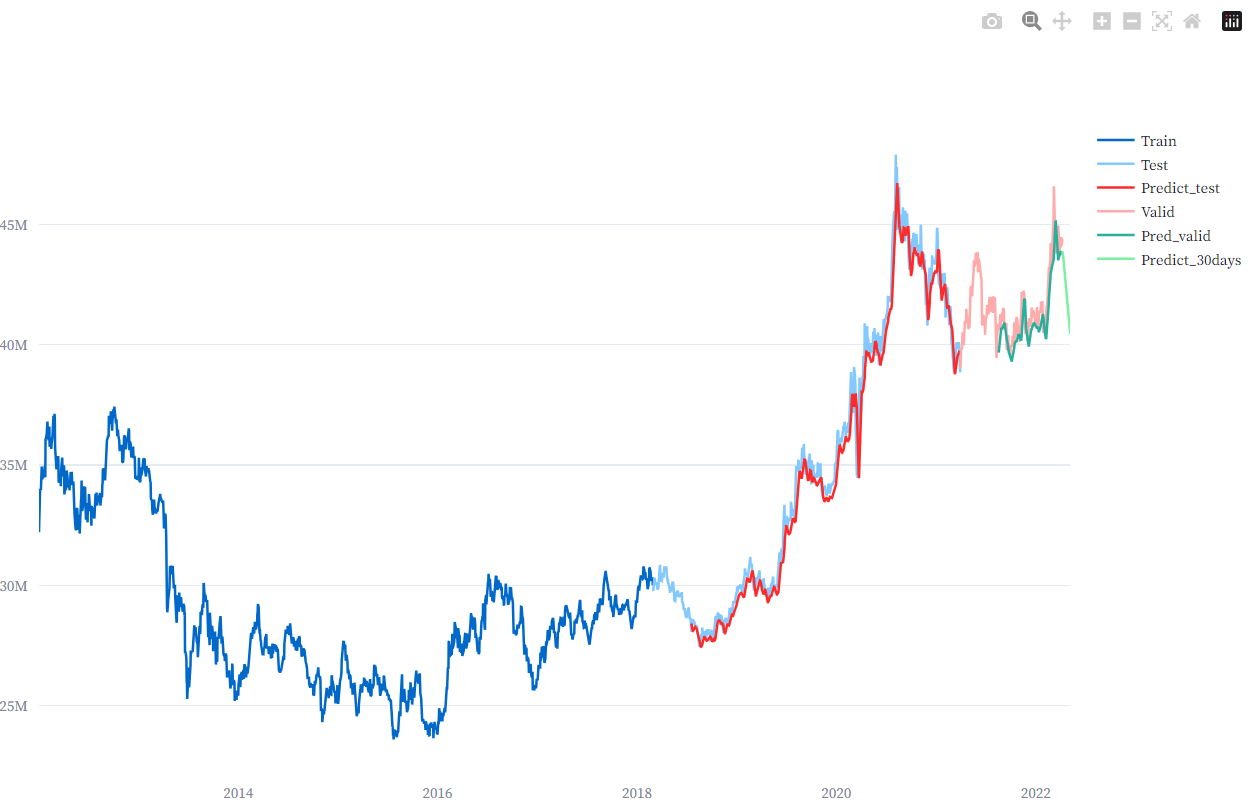 Train
Test
Predict_test
Valid
Pred_valid
Predict_30days
45M
40M
35M
30M
25M
2014
2016
2018
2020
2022